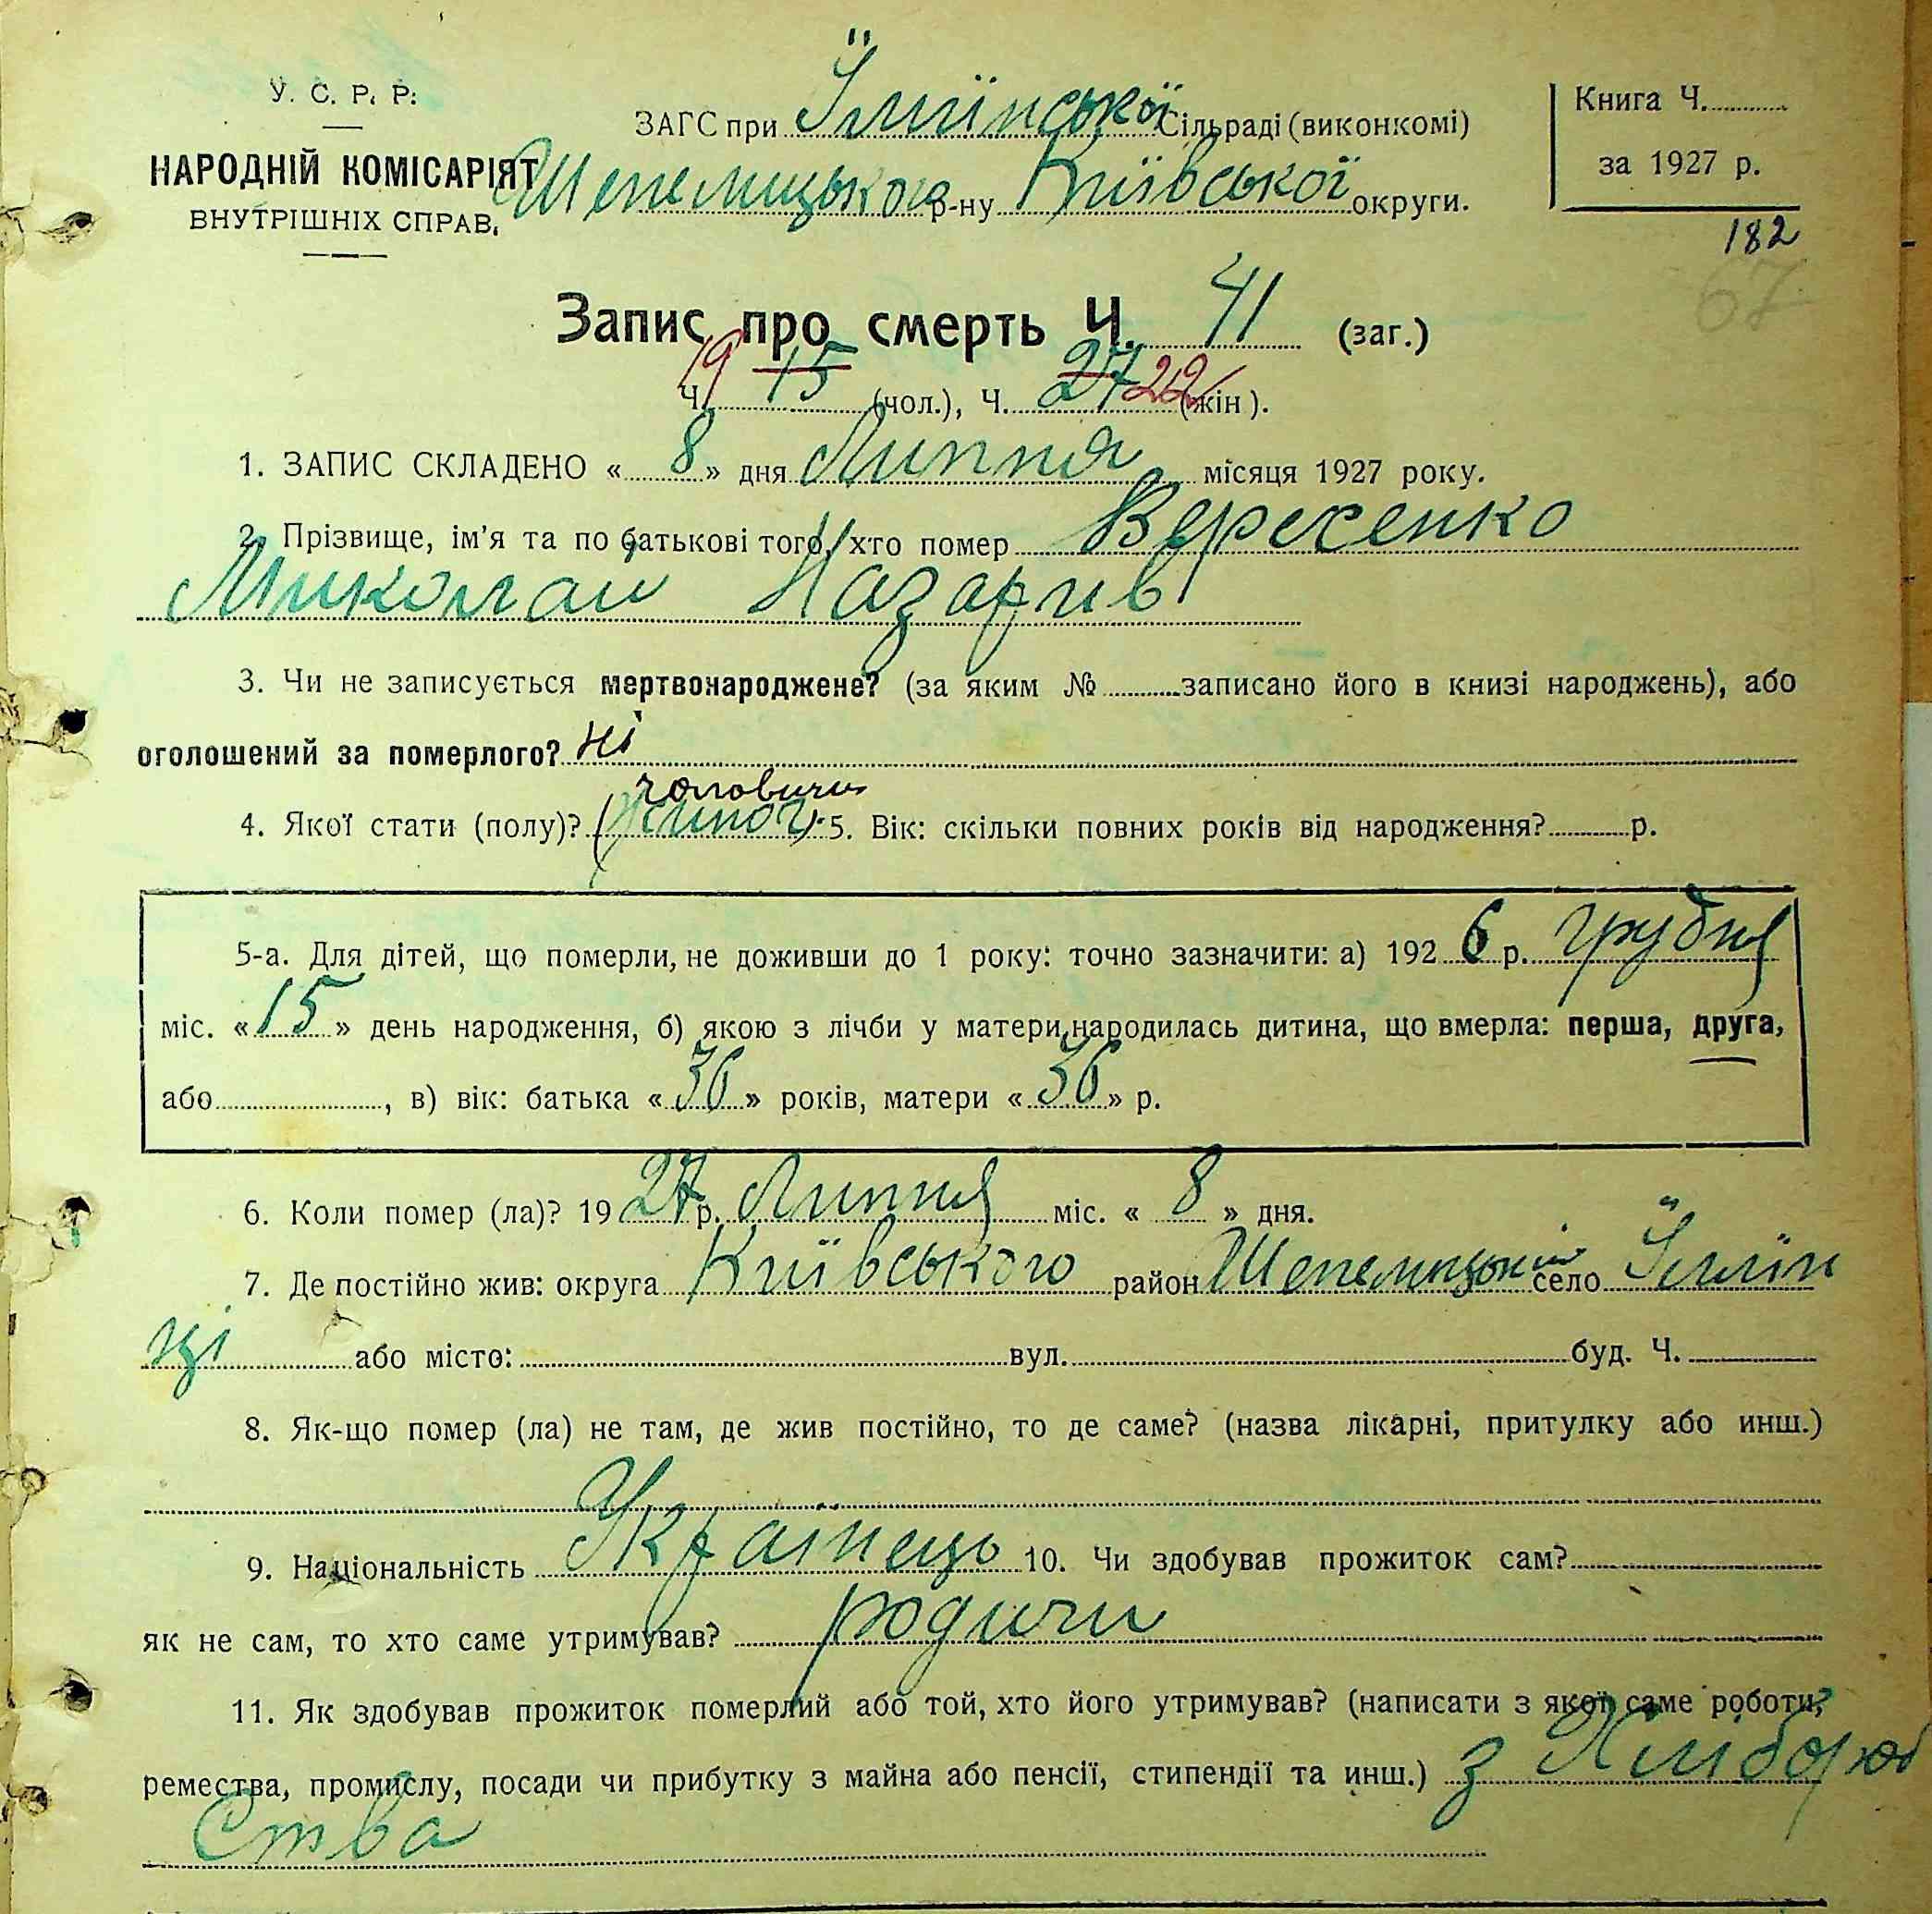 У. С. Р. Р.
ЗАГС при Їлиїнської Сільраді (виконкомі)
Книга Ч.
НАРОДНІЙ КОМІСАРІЯТ
ВНУТРІШНІХ СПРАВ.
Шепелицького р-ну Київської округи.
за 1927 р.
182
67
Запис про смерть Ч. 41 (заг.)
Ч. 19 15 (чол.), Ч. 27 22 (жін).
1. ЗАПИС СКЛАДЕНО «8» дня Липня місяця 1927 року.
2. Прізвище, ім'я та по батькові того, хто помер
Миколай Назарів
3. Чи не записується мертвонароджене? (за яким № записано його в книзі народжень), або
оголошений за померлого? ні
чоловичи
4. Якої стати (полу)? (жиноч). 5. Вік: скільки повних років від народження? р.
5-а. Для дітей, що померли, не доживши до 1 року: точно зазначити: а) 1926 р. грудня
міс. «15» день народження, б) якою з лічби у матери народилась дитина, що вмерла: перша, друга,
або , в) вік: батька «36» років, матери «36» р.
6. Коли помер (ла)? 1927 р. Липня міс. «8» дня.
7. Де постійно жив: округа Київського район Шепелицький село Їллін
ці або місто: вул. буд. Ч.
8. Як-що помер (ла) не там, де жив постійно, то де саме? (назва лікарні, притулку або инш.)
9. Національність Українець 10. Чи здобував прожиток сам?
як не сам, то хто саме утримував? родичи
11. Як здобував прожиток померлий або той, хто його утримував? (написати з якої саме роботи,
ремества, промислу, посади чи прибутку з майна або пенсії, стипендії та инш.) з Хлібороб
Ства